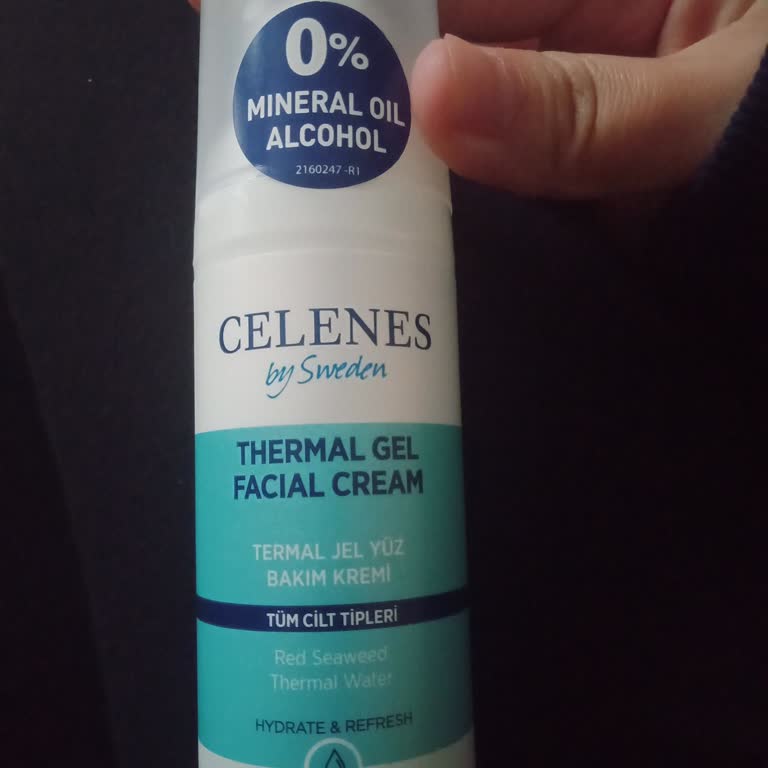 0%
MINERAL OIL
ALCOHOL
2160247-R1
CELENES
by Sweden
THERMAL GEL
FACIAL CREAM
TERMAL JEL YÜZ
BAKIM KREMİ
TÜM CİLT TİPLERİ
Red Seaweed
Thermal Water
HYDRATE & REFRESH